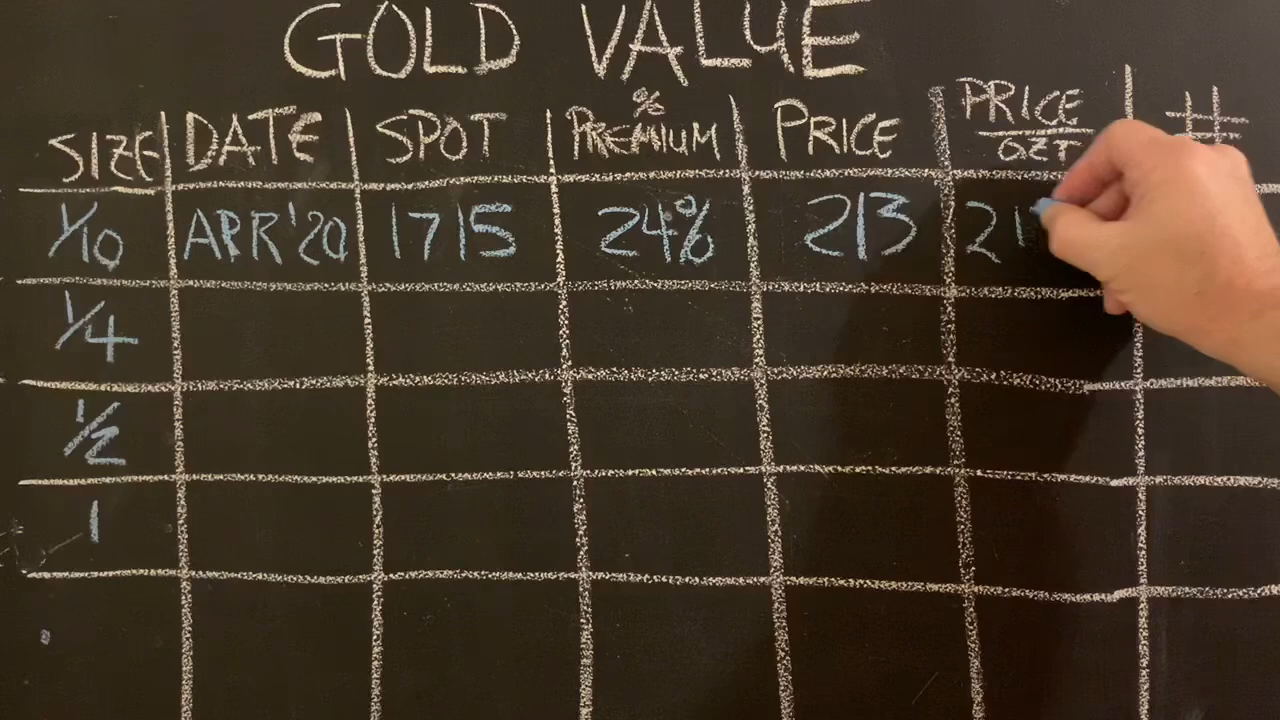 GOLD VALUE
SIZE DATE SPOT % PREMIUM PRICE PRICE/OZT #
1/10 APR '20 1715 24% 213 21
1/4
1/2
1